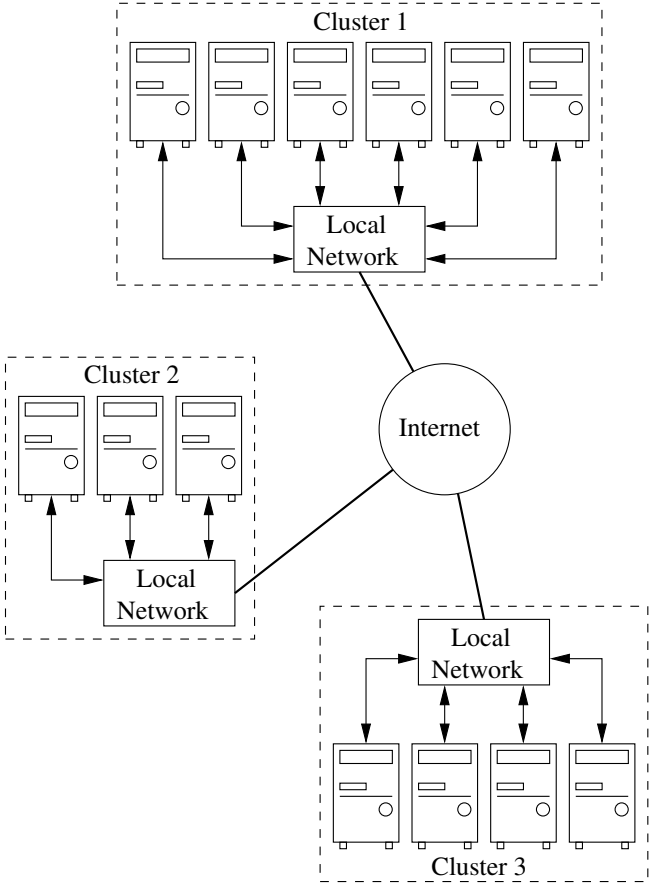 Cluster 1
Local
Network
Internet
Cluster 2
Local
Network
Local
Network
Cluster 3